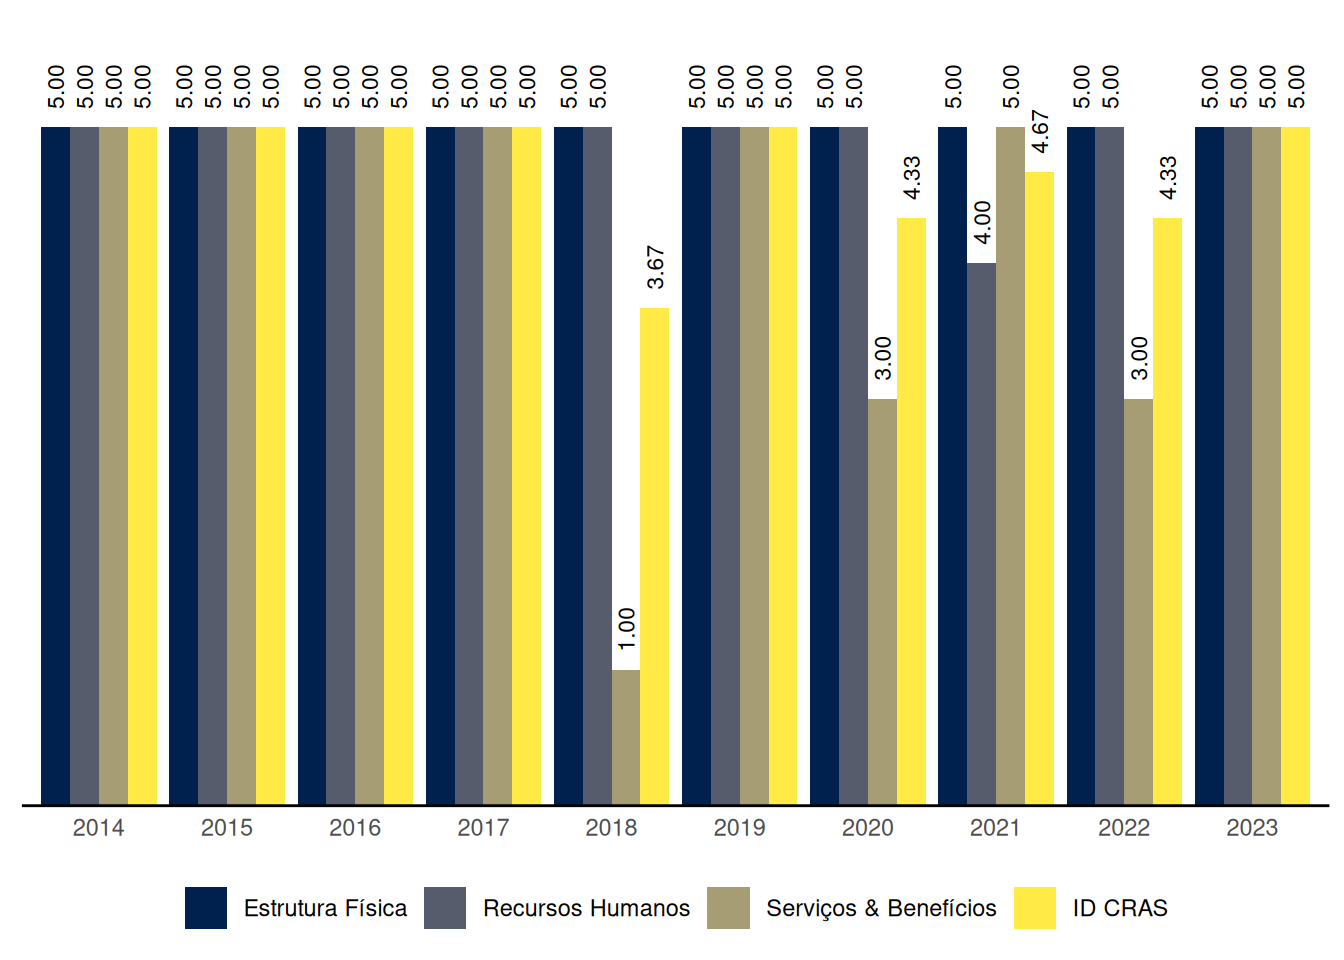 5.00 5.00 5.00 5.00 5.00 5.00 5.00 5.00 5.00 5.00 5.00 5.00 5.00 5.00 5.00 5.00 5.00 5.00 1.00 3.67 5.00 5.00 5.00 5.00 5.00 5.00 3.00 4.33 5.00 4.00 5.00 4.67 5.00 5.00 3.00 4.33 5.00 5.00 5.00 5.00
2014 2015 2016 2017 2018 2019 2020 2021 2022 2023
Estrutura Física Recursos Humanos Serviços & Benefícios ID CRAS